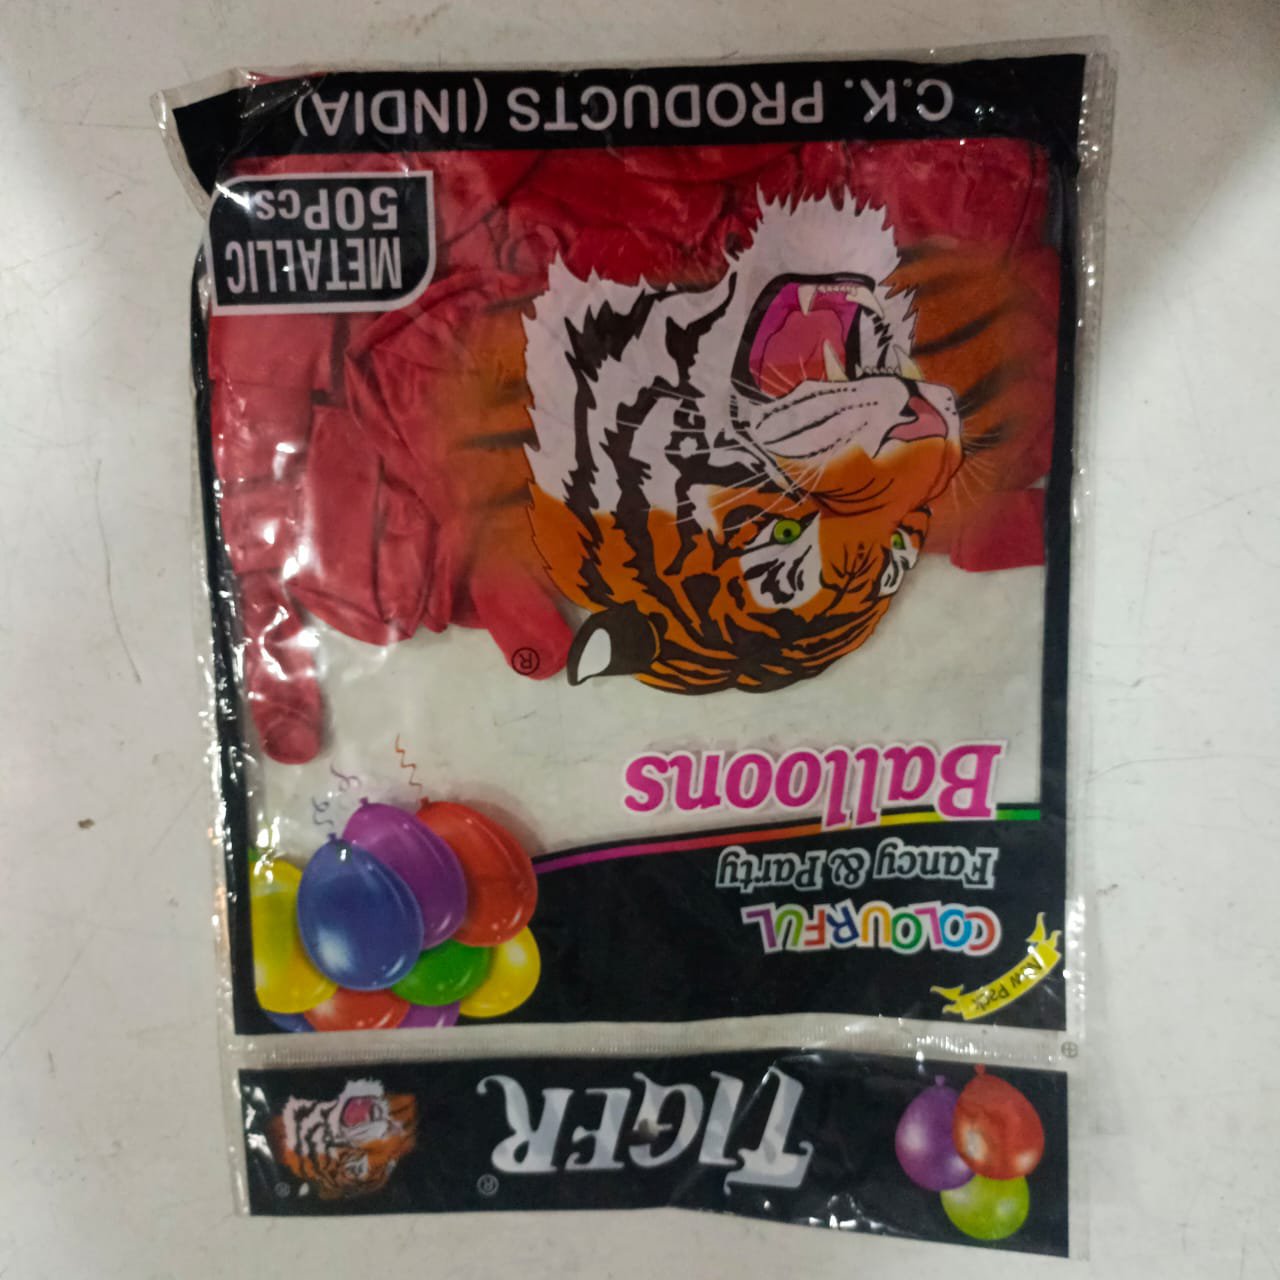 TIGER ®
®
New Pack
COLOURFUL
Fancy & Party
Balloons
®
METALLIC
50Pcs.
C.K. PRODUCTS (INDIA)